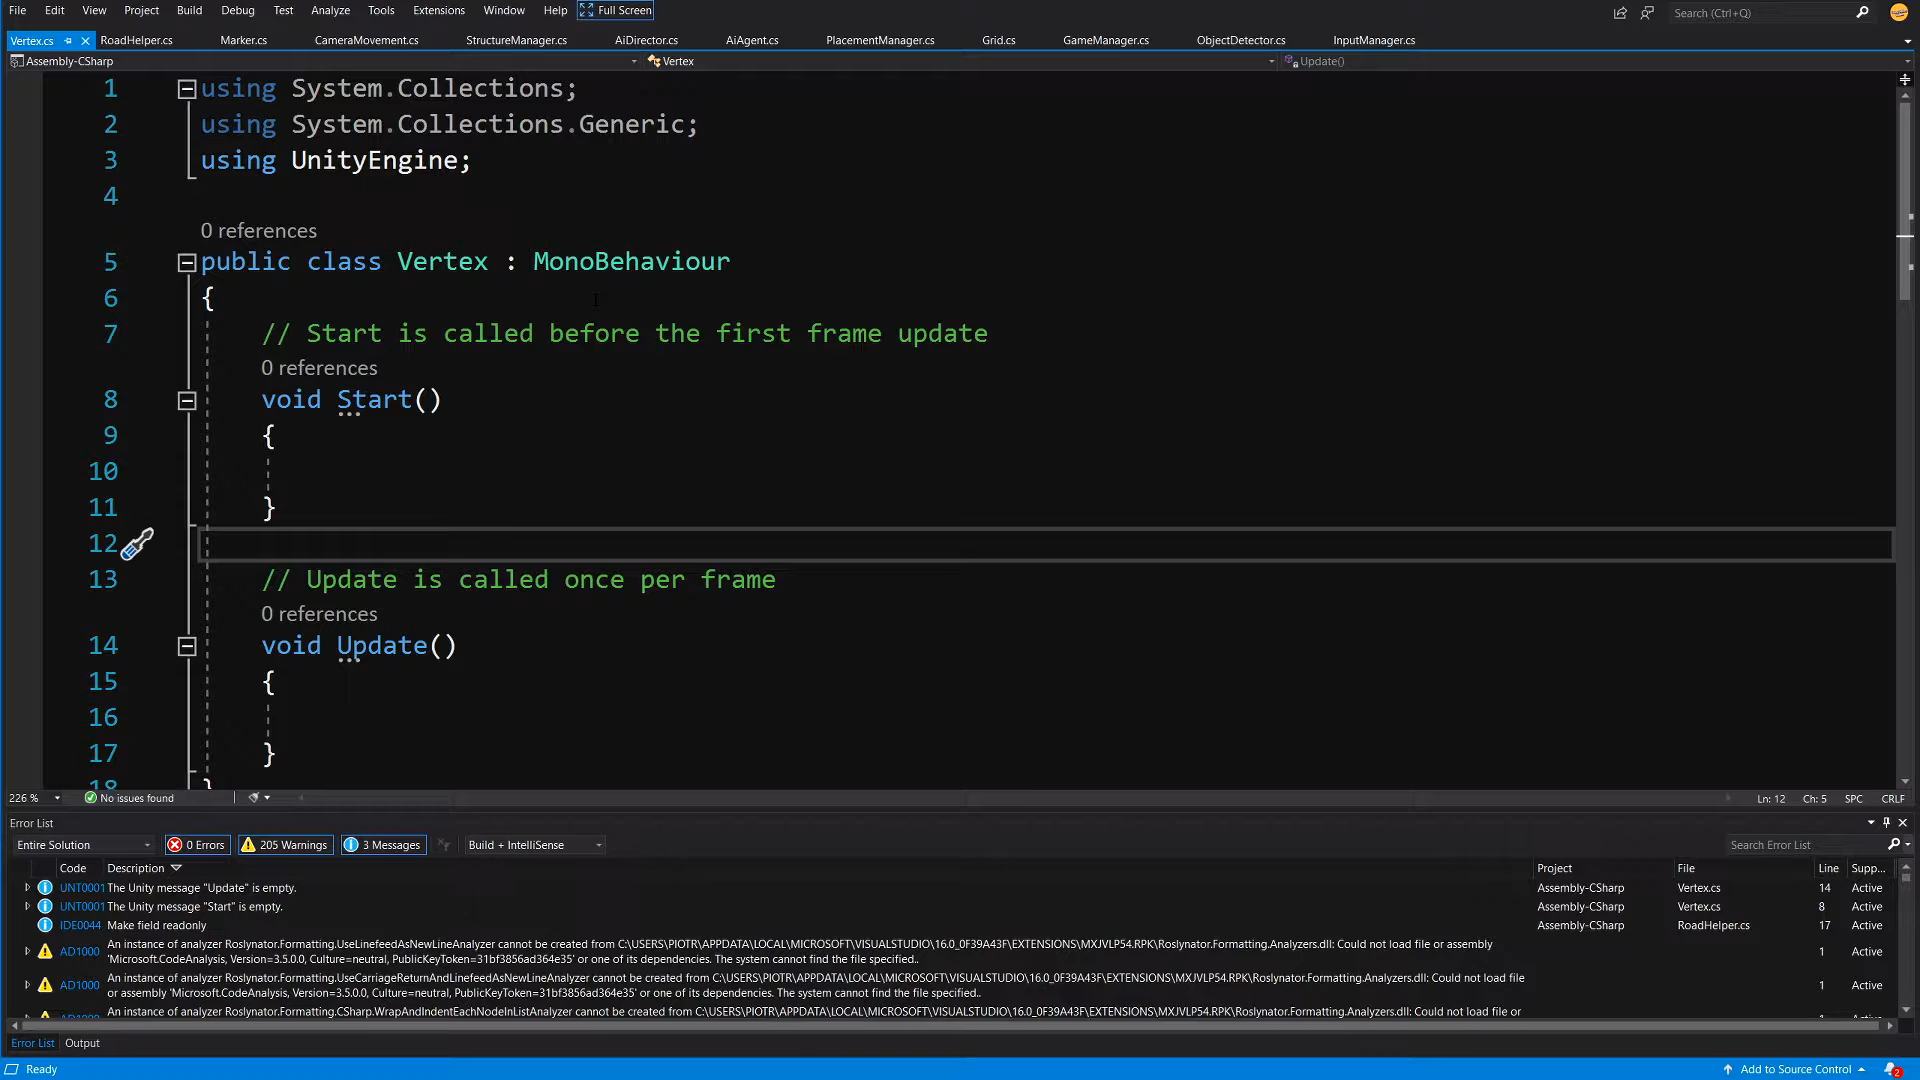 File Edit View Project Build Debug Test Analyze Tools Extensions Window Help Full Screen Search (Ctrl+Q)
Vertex.cs RoadHelper.cs Marker.cs CameraMovement.cs StructureManager.cs AiDirector.cs AiAgent.cs PlacementManager.cs Grid.cs GameManager.cs ObjectDetector.cs InputManager.cs
Assembly-CSharp Vertex Update()
1 using System.Collections;
2 using System.Collections.Generic;
3 using UnityEngine;
4
0 references
5 public class Vertex : MonoBehaviour
6 {
7 // Start is called before the first frame update
0 references
8 void Start()
9 {
10
11 }
12
13 // Update is called once per frame
0 references
14 void Update()
15 {
16
17 }
18 }
226 % No issues found Ln: 12 Ch: 5 SPC CRLF
Error List
Entire Solution 0 Errors 205 Warnings 3 Messages Build + IntelliSense Search Error List
Code Description Project File Line Supp...
UNT0001 The Unity message "Update" is empty. Assembly-CSharp Vertex.cs 14 Active
UNT0001 The Unity message "Start" is empty. Assembly-CSharp Vertex.cs 8 Active
IDE0044 Make field readonly Assembly-CSharp RoadHelper.cs 17 Active
AD1000 An instance of analyzer Roslynator.Formatting.UseLinefeedAsNewLineAnalyzer cannot be created from C:\USERS\PIOTR\APPDATA\LOCAL\MICROSOFT\VISUALSTUDIO\16.0_0F39A43F\EXTENSIONS\MXJVLP54.RPK\Roslynator.Formatting.Analyzers.dll: Could not load file or assembly 1 Active
'Microsoft.CodeAnalysis, Version=3.5.0.0, Culture=neutral, PublicKeyToken=31bf3856ad364e35' or one of its dependencies. The system cannot find the file specified..
AD1000 An instance of analyzer Roslynator.Formatting.UseCarriageReturnAndLinefeedAsNewLineAnalyzer cannot be created from C:\USERS\PIOTR\APPDATA\LOCAL\MICROSOFT\VISUALSTUDIO\16.0_0F39A43F\EXTENSIONS\MXJVLP54.RPK\Roslynator.Formatting.Analyzers.dll: Could not load file 1 Active
or assembly 'Microsoft.CodeAnalysis, Version=3.5.0.0, Culture=neutral, PublicKeyToken=31bf3856ad364e35' or one of its dependencies. The system cannot find the file specified..
An instance of analyzer Roslynator.Formatting.CSharp.WrapAndIndentEachNodeInListAnalyzer cannot be created from C:\USERS\PIOTR\APPDATA\LOCAL\MICROSOFT\VISUALSTUDIO\16.0_0F39A43F\EXTENSIONS\MXJVLP54.RPK\Roslynator.Formatting.Analyzers.dll: Could not load file or
Error List Output
Ready Add to Source Control 2